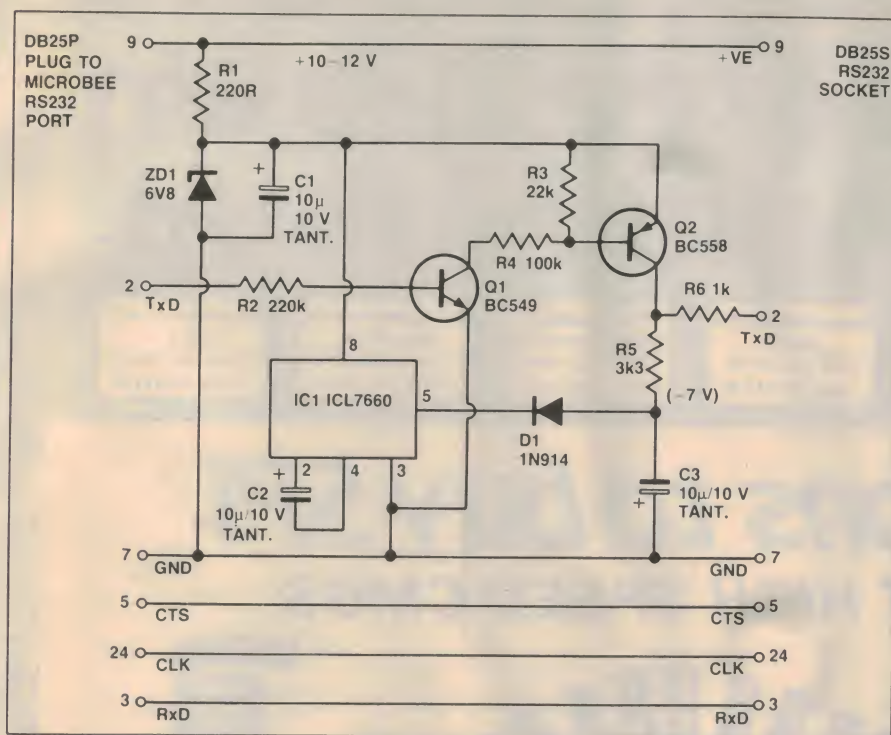 DB25P
PLUG TO
MICROBEE
RS232
PORT
9
+10-12 V
+VE
9
DB25S
RS232
SOCKET
R1
220R
ZD1
6V8
+
C1
10μ
10 V
TANT.
R3
22k
Q2
BC558
R4 100k
Q1
BC549
2
TxD
R2 220k
R6 1k
2
TxD
8
R5
3k3
IC1 ICL7660
5
(-7 V)
D1
1N914
+
2
4
3
C2
10μ/10 V
TANT.
C3
10μ/10 V
+
TANT.
7
GND
7
GND
5
CTS
5
CTS
24
CLK
24
CLK
3
RxD
3
RxD